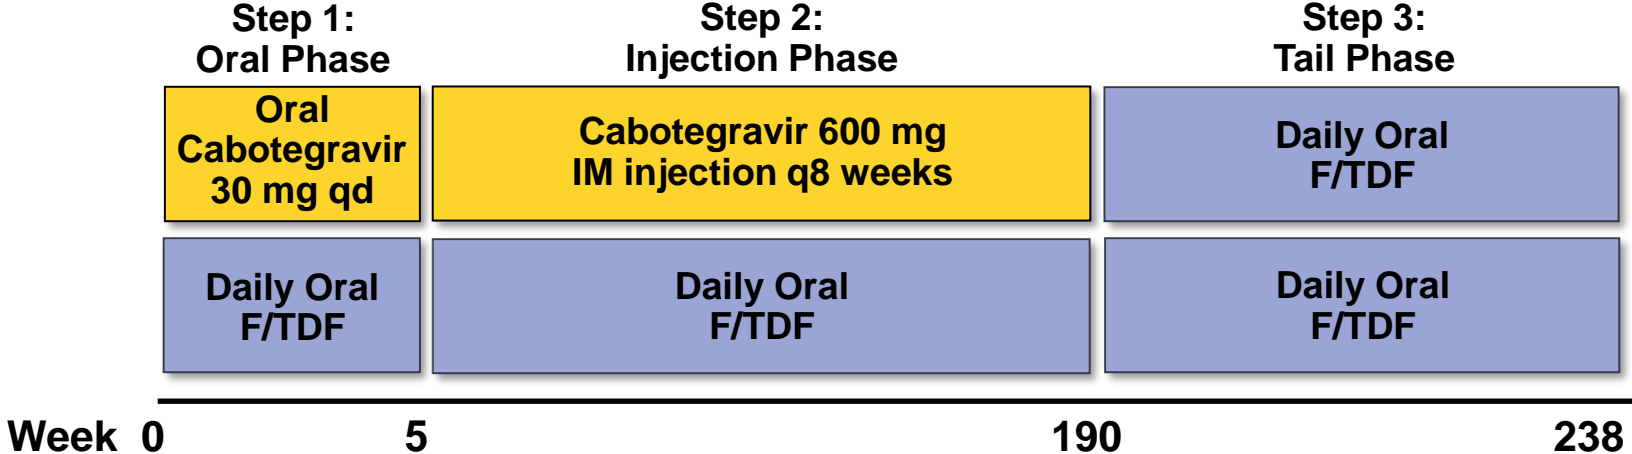 Step 1:
Oral Phase
Step 2:
Injection Phase
Step 3:
Tail Phase
Oral
Cabotegravir
30 mg qd
Cabotegravir 600 mg
IM injection q8 weeks
Daily Oral
F/TDF
Daily Oral
F/TDF
Daily Oral
F/TDF
Daily Oral
F/TDF
Week 0 5 190 238